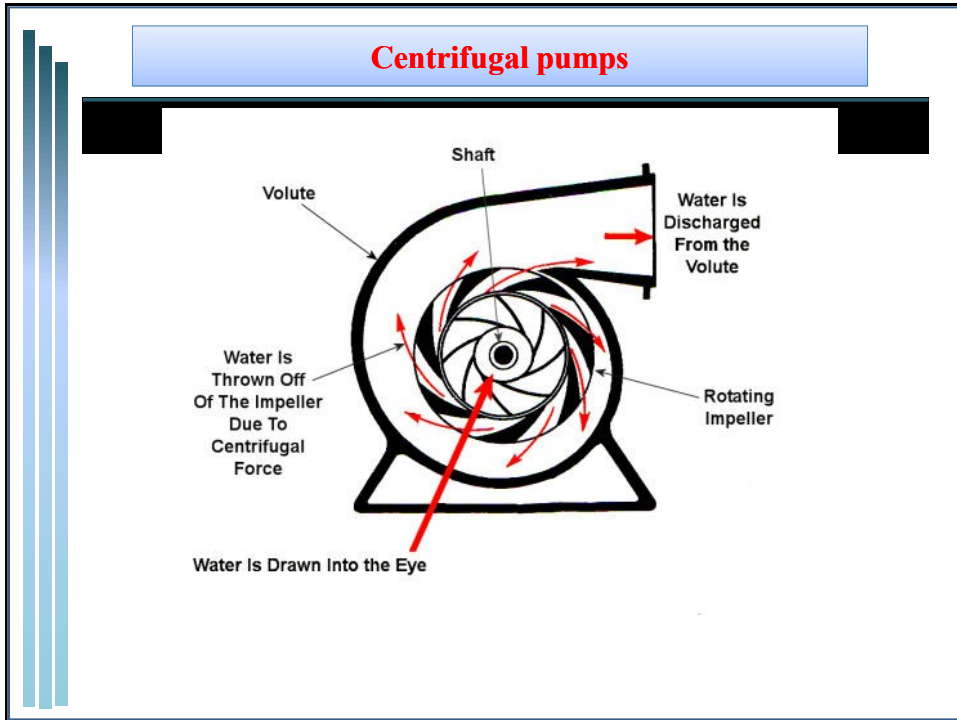 Centrifugal pumps
Shaft
Volute
Water Is
Discharged
From the
Volute
Water Is
Thrown Off
Of The Impeller
Due To
Centrifugal
Force
Rotating
Impeller
Water Is Drawn Into the Eye